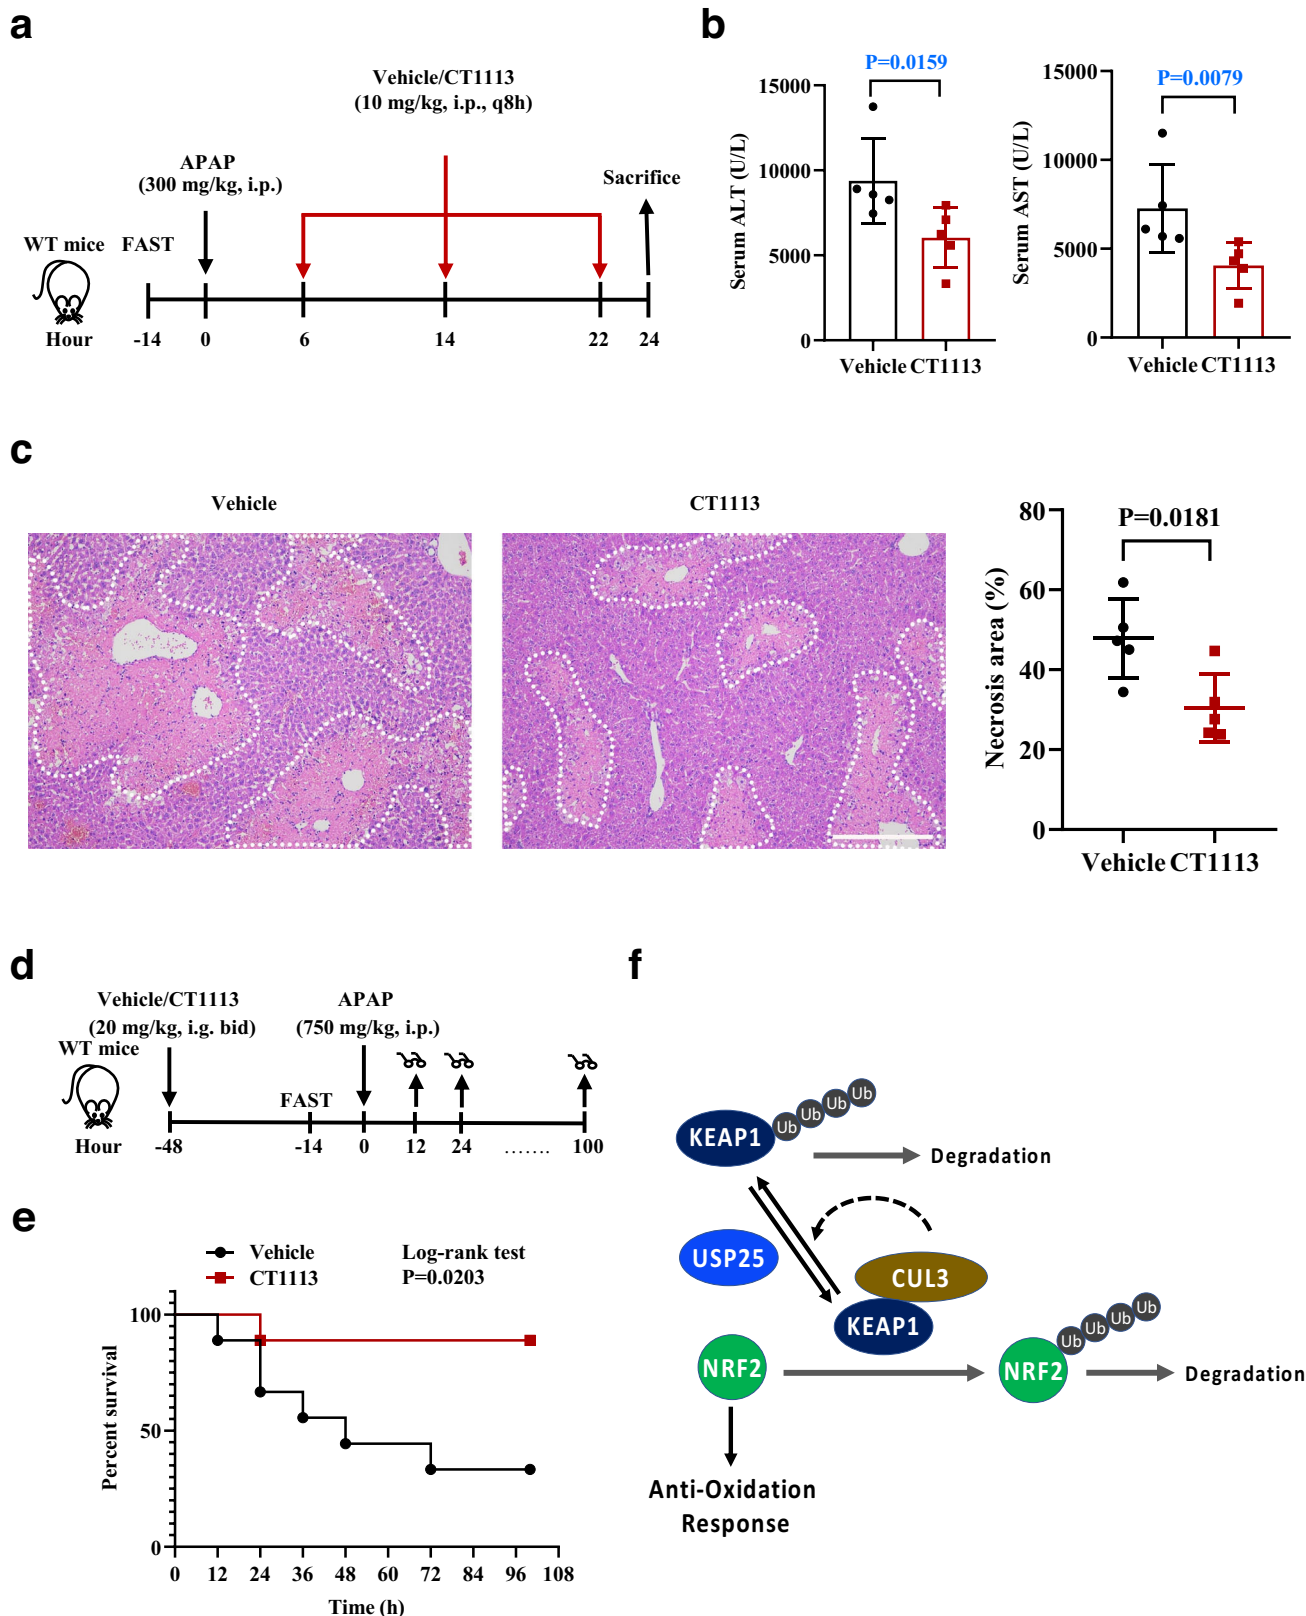 a
Vehicle/CT1113
(10 mg/kg, i.p., q8h)
APAP
(300 mg/kg, i.p.)
Sacrifice
WT mice
FAST
Hour
-14
0
6
14
22
24
b
P=0.0159
15000
10000
5000
0
Serum ALT (U/L)
Vehicle
CT1113
P=0.0079
15000
10000
5000
0
Serum AST (U/L)
Vehicle
CT1113
c
Vehicle
CT1113
P=0.0181
80
60
40
20
0
Necrosis area (%)
Vehicle
CT1113
d
Vehicle/CT1113
(20 mg/kg, i.g. bid)
APAP
(750 mg/kg, i.p.)
WT mice
FAST
Hour
-48
-14
0
12
24
.......
100
e
Vehicle
CT1113
Log-rank test
P=0.0203
100
50
0
Percent survival
0
12
24
36
48
60
72
84
96
108
Time (h)
f
KEAP1
Ub
Ub
Ub
Ub
Degradation
USP25
CUL3
KEAP1
NRF2
NRF2
Ub
Ub
Ub
Ub
Degradation
Anti-Oxidation
Response